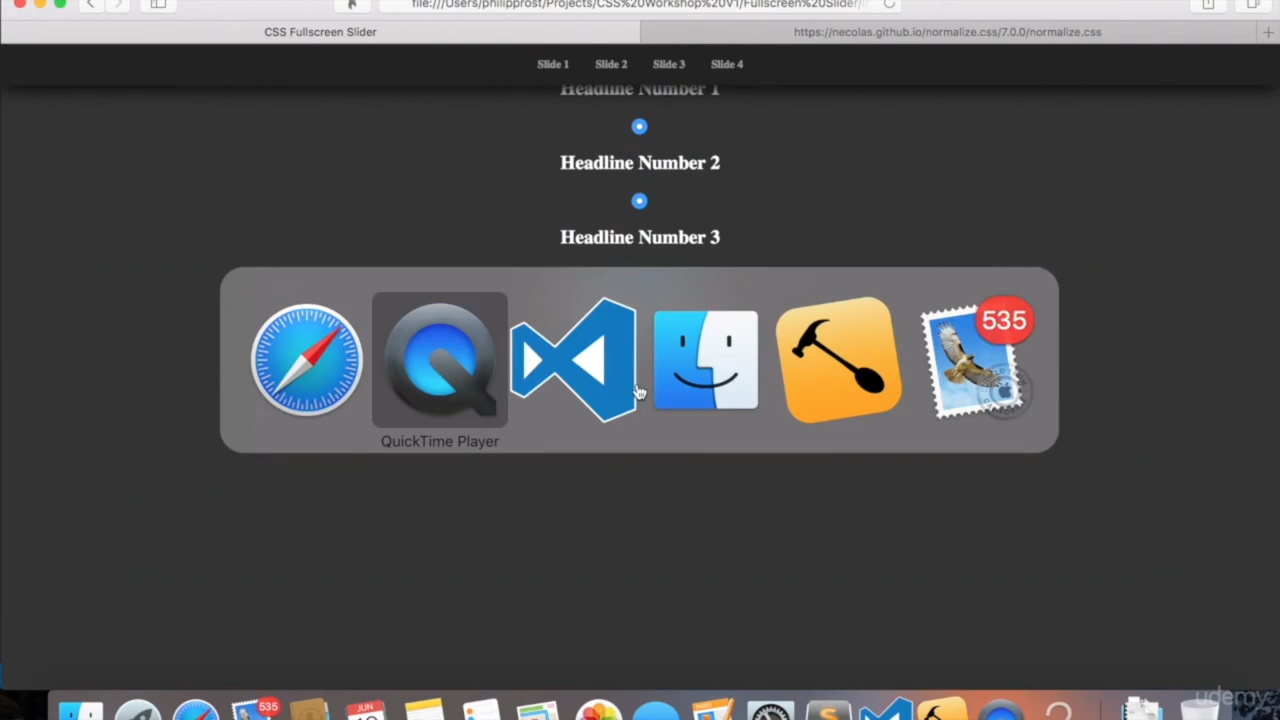 file:///Users/philipprost/Projects/CSS%20Workshop%20V1/Fullscreen%20Slider/
CSS Fullscreen Slider
https://necolas.github.io/normalize.css/7.0.0/normalize.css
Slide 1 Slide 2 Slide 3 Slide 4
Headline Number 1
Headline Number 2
Headline Number 3
535
QuickTime Player
535
JUN
udemy